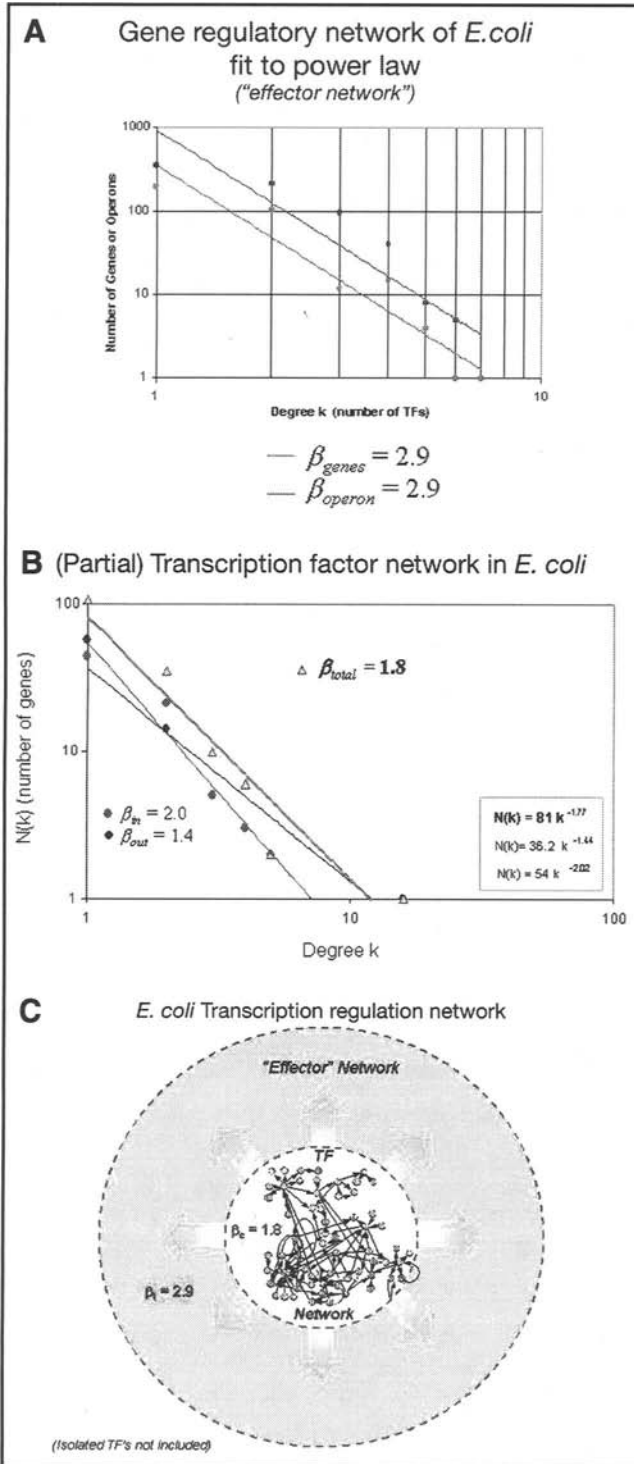 A
Gene regulatory network of E.coli
fit to power law
("effector network")
Number of Genes or Operons
1000
100
10
1
1
10
Degree k (number of TFs)
βgenes = 2.9
βoperon = 2.9
B (Partial) Transcription factor network in E. coli
N(k) (number of genes)
100
10
1
βtotal = 1.8
βin = 2.0
βout = 1.4
N(k) = 81 k -1.77
N(k)= 36.2 k -1.44
N(k) = 54 k -2.02
1
10
100
Degree k
C
E. coli Transcription regulation network
"Effector" Network
TF
βc = 1.8
βi = 2.9
Network
(Isolated TF's not included)